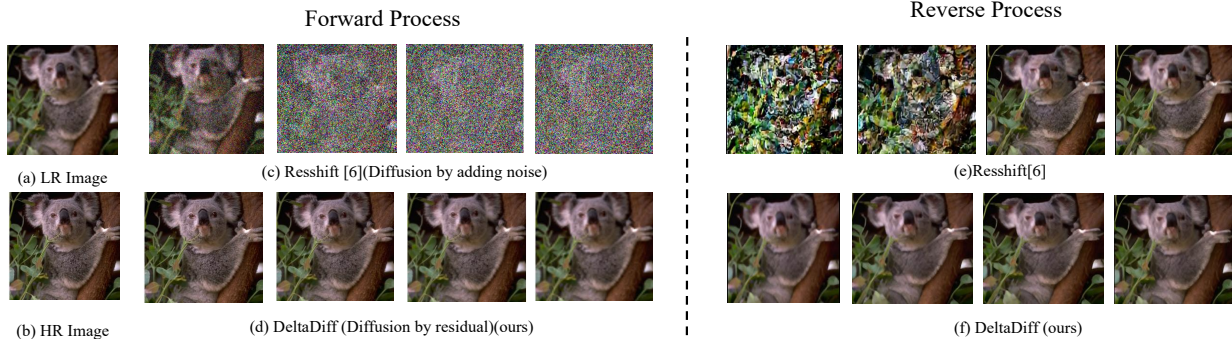 Forward Process
Reverse Process
(a) LR Image
(c) Resshift [6](Diffusion by adding noise)
(e)Resshift[6]
(b) HR Image
(d) DeltaDiff (Diffusion by residual)(ours)
(f) DeltaDiff (ours)